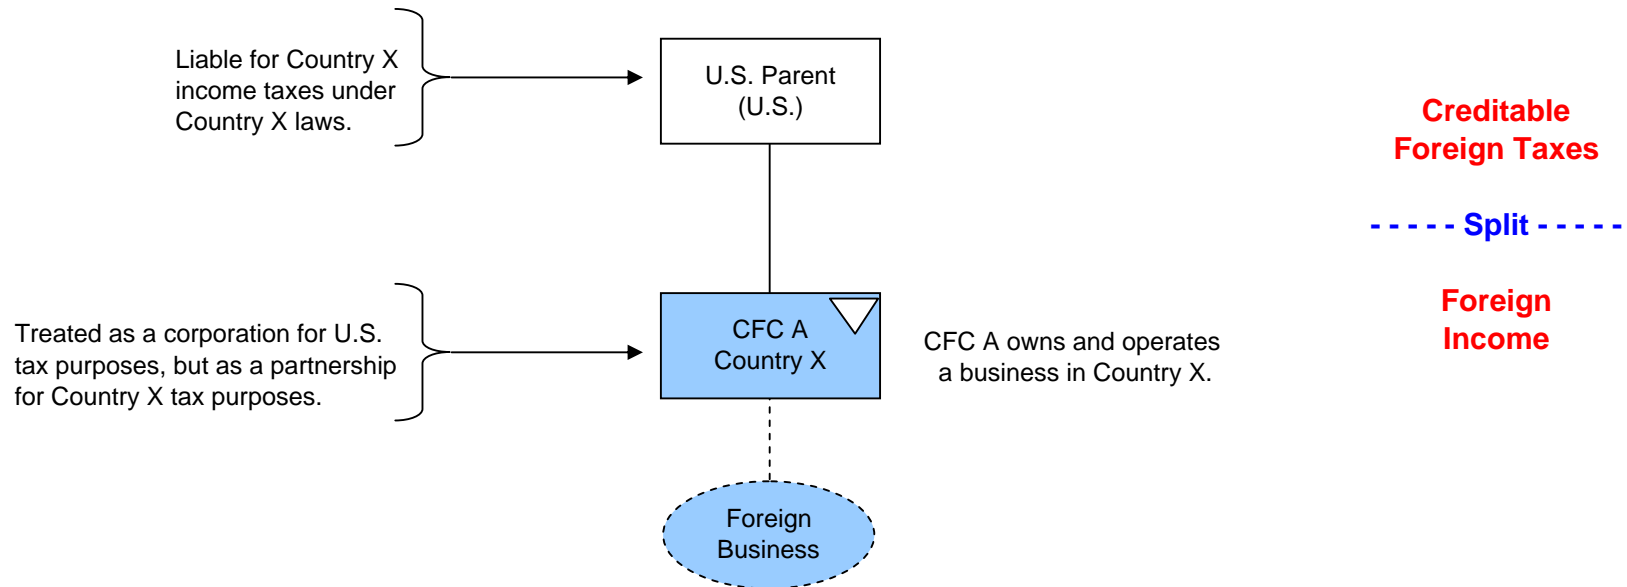 Liable for Country X
income taxes under
Country X laws.
U.S. Parent
(U.S.)
Creditable
Foreign Taxes
- - - - - Split - - - - -
Foreign
Income
Treated as a corporation for U.S.
tax purposes, but as a partnership
for Country X tax purposes.
CFC A
Country X
CFC A owns and operates
a business in Country X.
Foreign
Business